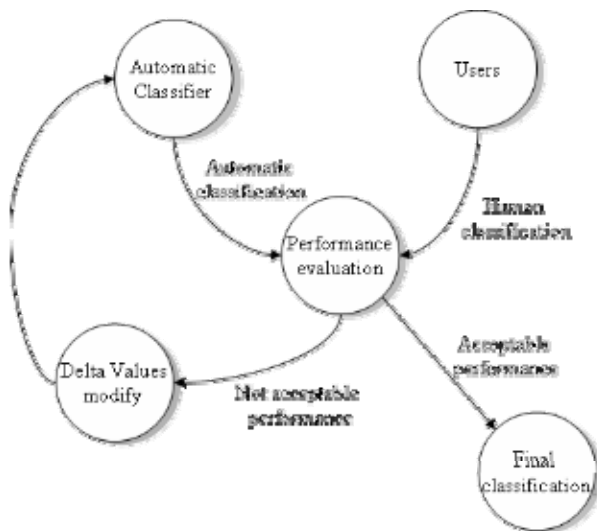 Automatic
Classifier
Users
Automatic
classification
Human
classification
Performance
evaluation
Delta Values
modify
Not acceptable
performance
Acceptable
performance
Final
classification